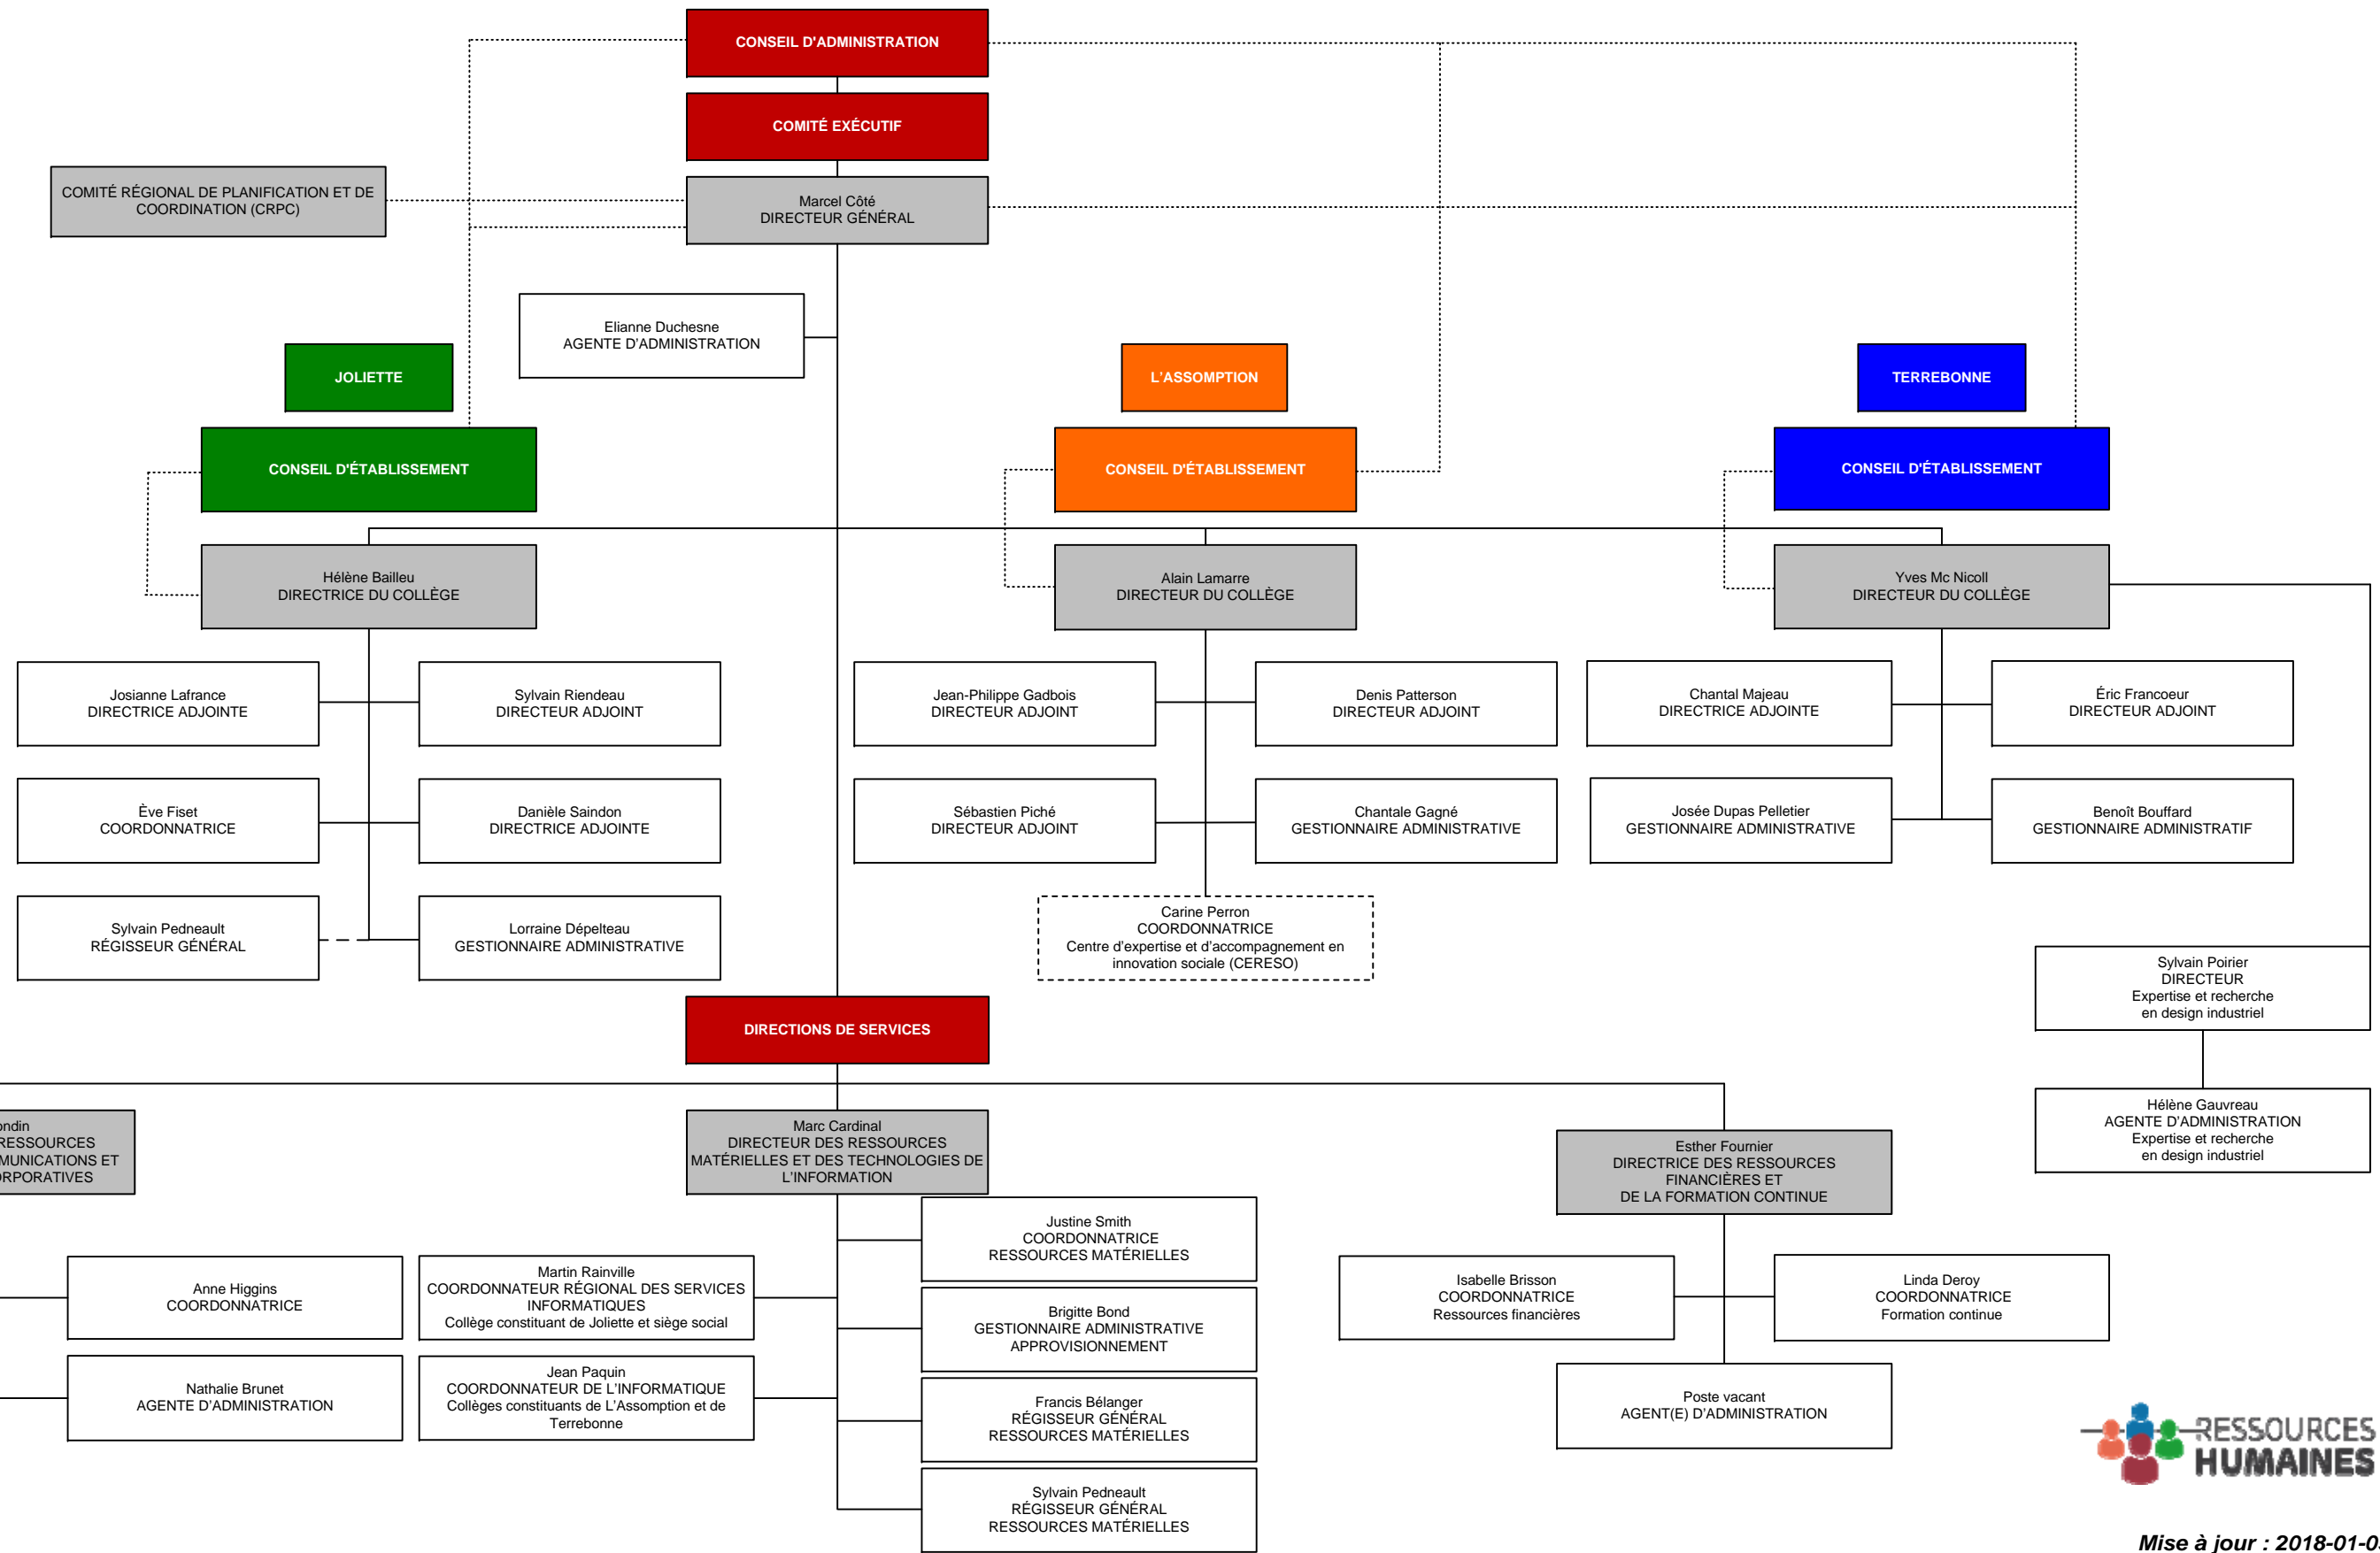 CONSEIL D'ADMINISTRATION
COMITÉ EXÉCUTIF
COMITÉ RÉGIONAL DE PLANIFICATION ET DE
COORDINATION (CRPC)
Marcel Côté
DIRECTEUR GÉNÉRAL
Elianne Duchesne
AGENTE D'ADMINISTRATION
JOLIETTE
L'ASSOMPTION
TERREBONNE
CONSEIL D'ÉTABLISSEMENT
CONSEIL D'ÉTABLISSEMENT
CONSEIL D'ÉTABLISSEMENT
Hélène Bailleu
DIRECTRICE DU COLLÈGE
Alain Lamarre
DIRECTEUR DU COLLÈGE
Yves Mc Nicoll
DIRECTEUR DU COLLÈGE
Josianne Lafrance
DIRECTRICE ADJOINTE
Sylvain Riendeau
DIRECTEUR ADJOINT
Jean-Philippe Gadbois
DIRECTEUR ADJOINT
Denis Patterson
DIRECTEUR ADJOINT
Chantal Majeau
DIRECTRICE ADJOINTE
Éric Francoeur
DIRECTEUR ADJOINT
Ève Fiset
COORDONNATRICE
Danièle Saindon
DIRECTRICE ADJOINTE
Sébastien Piché
DIRECTEUR ADJOINT
Chantale Gagné
GESTIONNAIRE ADMINISTRATIVE
Josée Dupas Pelletier
GESTIONNAIRE ADMINISTRATIVE
Benoît Bouffard
GESTIONNAIRE ADMINISTRATIF
Sylvain Pedneault
RÉGISSEUR GÉNÉRAL
Lorraine Dépelteau
GESTIONNAIRE ADMINISTRATIVE
Carine Perron
COORDONNATRICE
Centre d'expertise et d'accompagnement en
innovation sociale (CERESO)
Sylvain Poirier
DIRECTEUR
Expertise et recherche
en design industriel
DIRECTIONS DE SERVICES
Hélène Gauvreau
AGENTE D'ADMINISTRATION
Expertise et recherche
en design industriel
ondin
RESSOURCES
MUNICATIONS ET
RPORATIVES
Marc Cardinal
DIRECTEUR DES RESSOURCES
MATÉRIELLES ET DES TECHNOLOGIES DE
L'INFORMATION
Esther Fournier
DIRECTRICE DES RESSOURCES
FINANCIÈRES ET
DE LA FORMATION CONTINUE
Justine Smith
COORDONNATRICE
RESSOURCES MATÉRIELLES
Anne Higgins
COORDONNATRICE
Martin Rainville
COORDONNATEUR RÉGIONAL DES SERVICES
INFORMATIQUES
Collège constituant de Joliette et siège social
Isabelle Brisson
COORDONNATRICE
Ressources financières
Linda Deroy
COORDONNATRICE
Formation continue
Brigitte Bond
GESTIONNAIRE ADMINISTRATIVE
APPROVISIONNEMENT
Nathalie Brunet
AGENTE D'ADMINISTRATION
Jean Paquin
COORDONNATEUR DE L'INFORMATIQUE
Collèges constituants de L'Assomption et de
Terrebonne
Francis Bélanger
RÉGISSEUR GÉNÉRAL
RESSOURCES MATÉRIELLES
Poste vacant
AGENT(E) D'ADMINISTRATION
Sylvain Pedneault
RÉGISSEUR GÉNÉRAL
RESSOURCES MATÉRIELLES
RESSOURCES
HUMAINES
Mise à jour : 2018-01-0